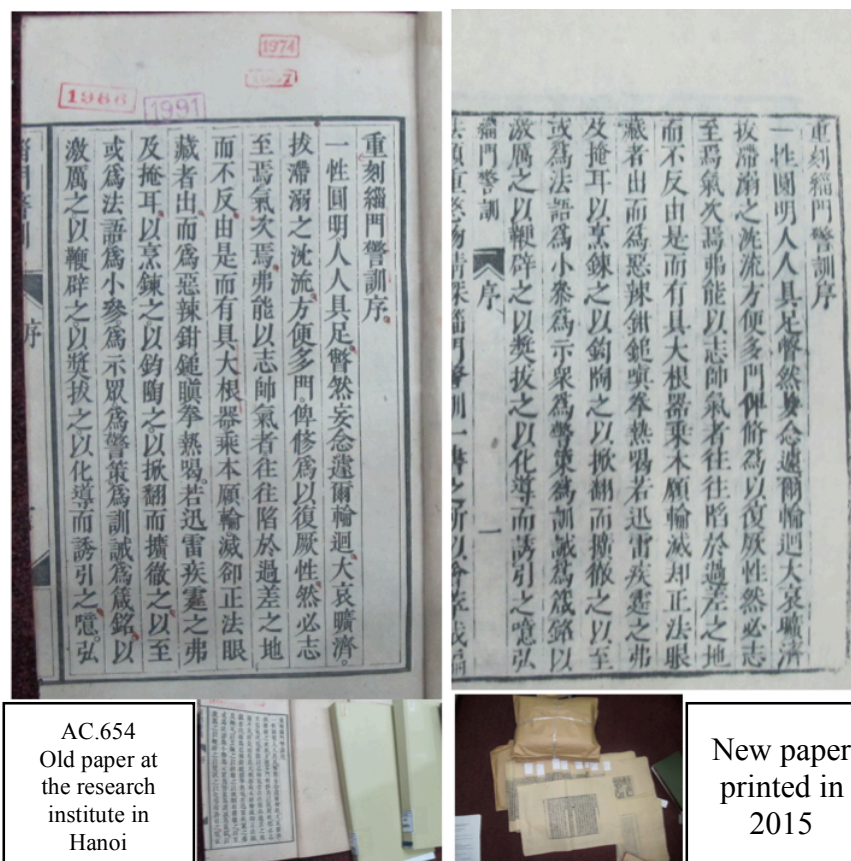 1974
1991
重刻緇門警訓序。
一性圓明人人具足。瞥然妄念遽爾輪迴。大哀曠濟。
拔滯溺之沈流。方便多門。俾修爲以復厥性。然必志
至焉氣次焉。弗能以志帥氣者往往陷於過差之地
而不反。由是而有具大根器乘本願輪滅卻正法眼
藏者出。而爲惡辣鉗鎚瞋拳熱喝。若迅雷疾霆之弗
及掩耳。以烹鍊之。以鈞陶之。以掀翻而擴徹之。以至
或爲法語爲小參爲示眾爲警策爲訓誡爲箴銘。以
激厲之。以鞭辟之。以獎拔之。以化導而誘引之。噫。弘
門警訓 序
重刻緇門警訓序
一性圓明人人具足瞥然妄念遽爾輪迴大哀曠濟
拔滯溺之沈流方便多門俾脩爲以復厥性然必志
至焉氣次焉弗能以志帥氣者往往陷於過差之地
而不反由是而有具大根器乘本願輪滅却正法眼
藏者出而爲惡辣鉗鎚嗔拳熱喝若迅雷疾霆之弗
及掩耳以烹鍊之以鈞陶之以掀翻而擴徹之以至
或爲法語爲小參爲示衆爲警策爲訓誡爲箴銘以
激厲之以鞭辟之以獎拔之以化導而誘引之噫弘
緇門警訓 序 一
AC.654
Old paper at
the research
institute in
Hanoi
New paper
printed in
2015